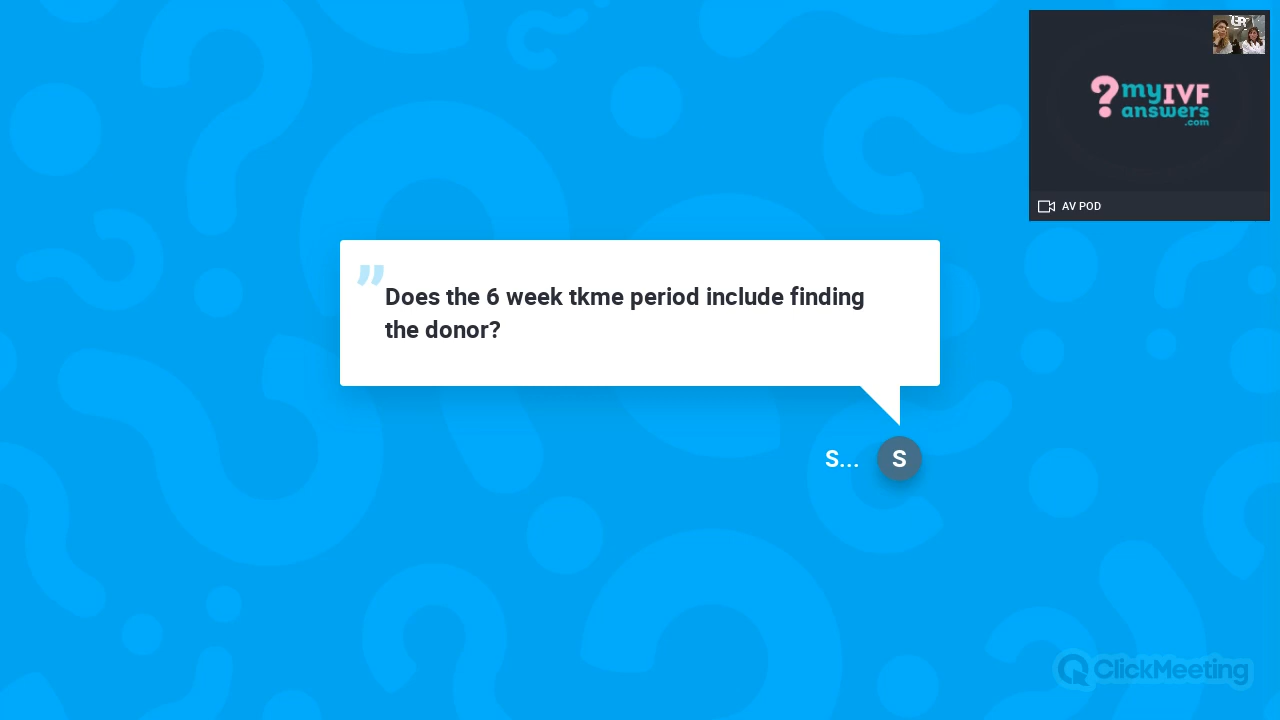 Does the 6 week tkme period include finding
the donor?
S...
S
myIVF
answers
.com
AV POD
ClickMeeting